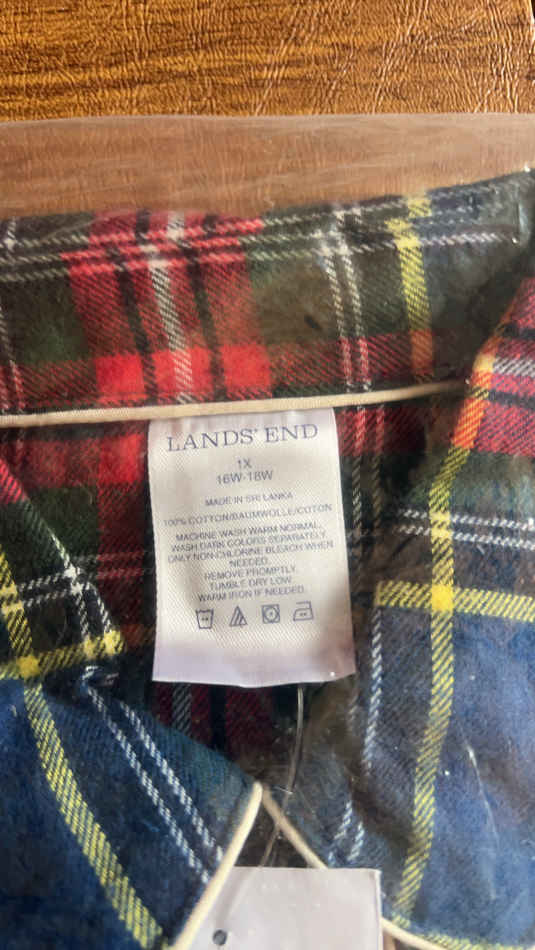 LANDS' END
1X
16W-18W
MADE IN SRI LANKA
100% COTTON/BAUMWOLLE/COTON
MACHINE WASH WARM NORMAL,
WASH DARK COLORS SEPARATELY.
ONLY NON-CHLORINE BLEACH WHEN
NEEDED.
REMOVE PROMPTLY,
TUMBLE DRY LOW.
WARM IRON IF NEEDED.